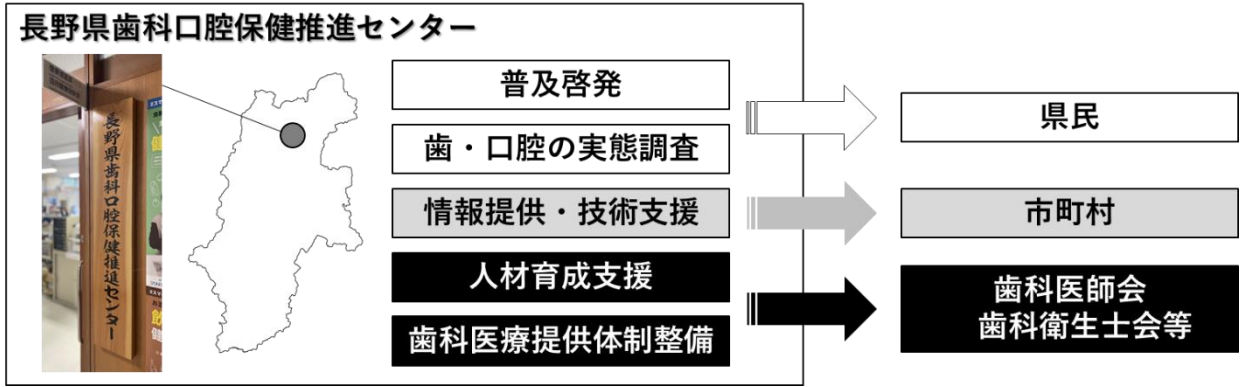 長野県歯科口腔保健推進センター
長野県歯科口腔保健推進センター
普及啓発
歯・口腔の実態調査
情報提供・技術支援
人材育成支援
歯科医療提供体制整備
県民
市町村
歯科医師会
歯科衛生士会等